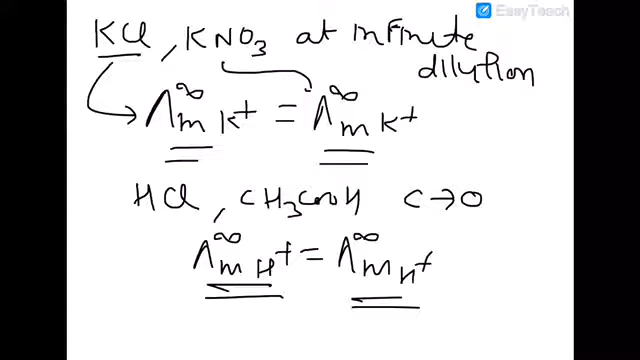 EasyTeach
KCl, KNO3 at infinite
dilution
Λ∞m K+ = Λ∞m K+
HCl, CH3COOH C→0
Λ∞m H+ = Λ∞m H+